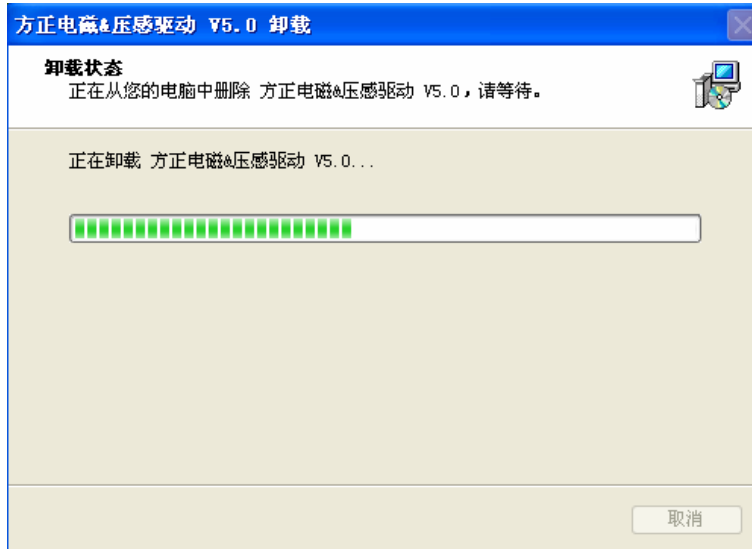 方正电磁&压感驱动 V5.0 卸载
卸载状态
正在从您的电脑中删除 方正电磁&压感驱动 V5.0，请等待。
正在卸载 方正电磁&压感驱动 V5.0...
取消